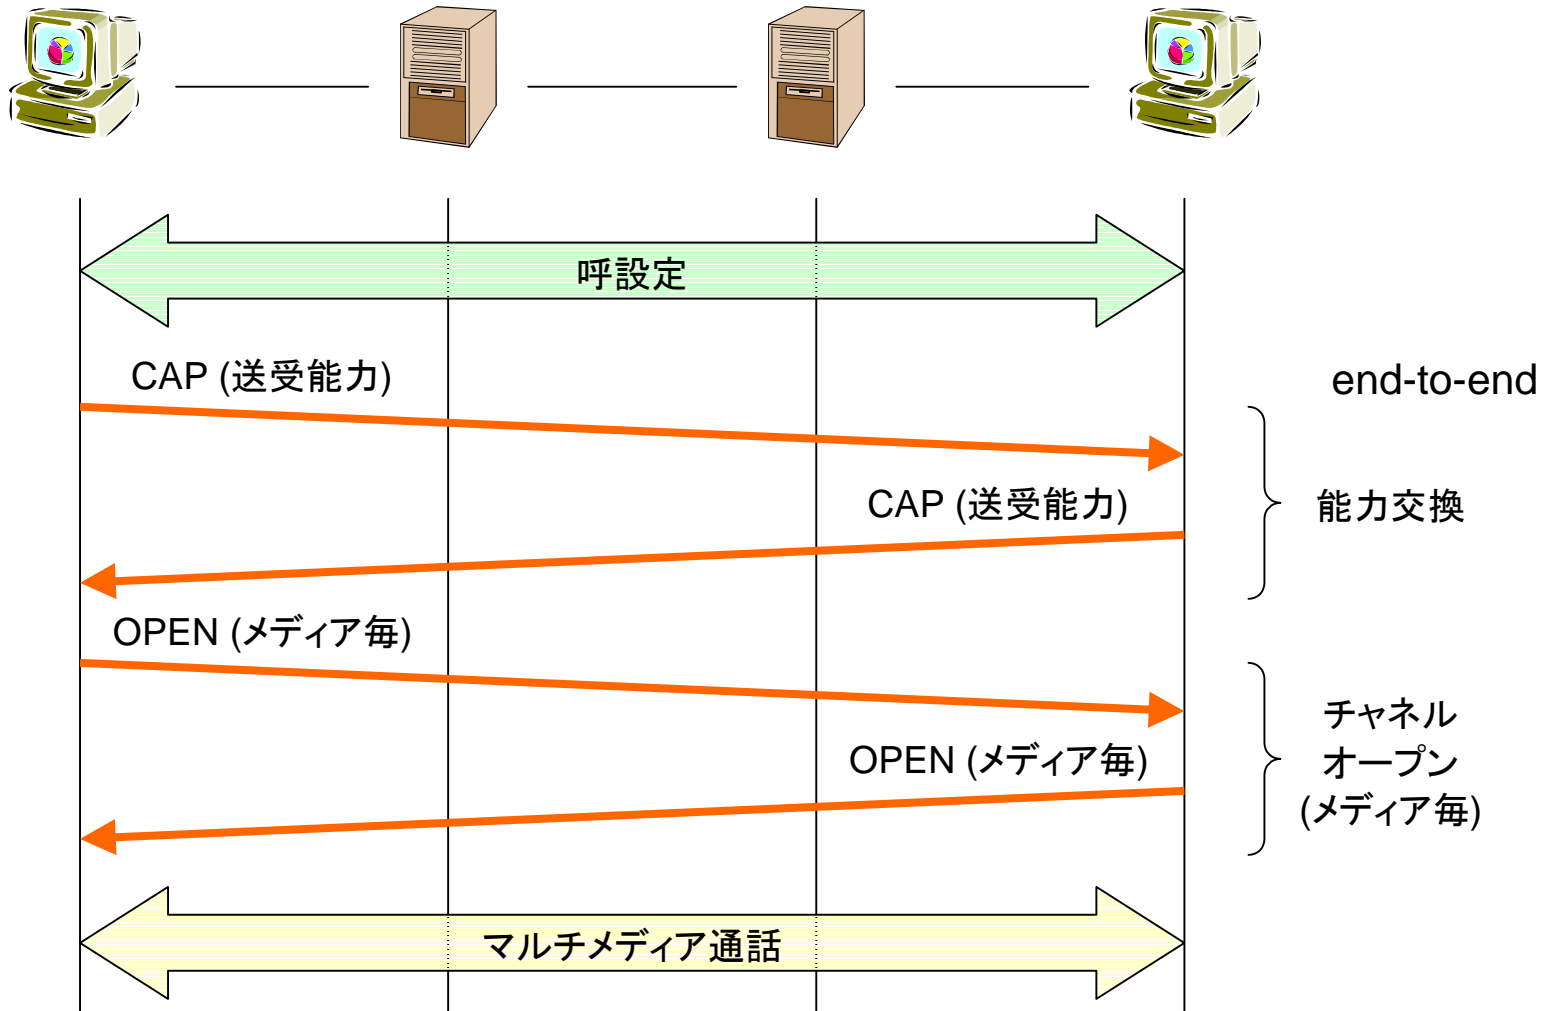 呼設定
CAP (送受能力)
end-to-end
CAP (送受能力)
能力交換
OPEN (メディア毎)
チャネル
オープン
(メディア毎)
OPEN (メディア毎)
マルチメディア通話